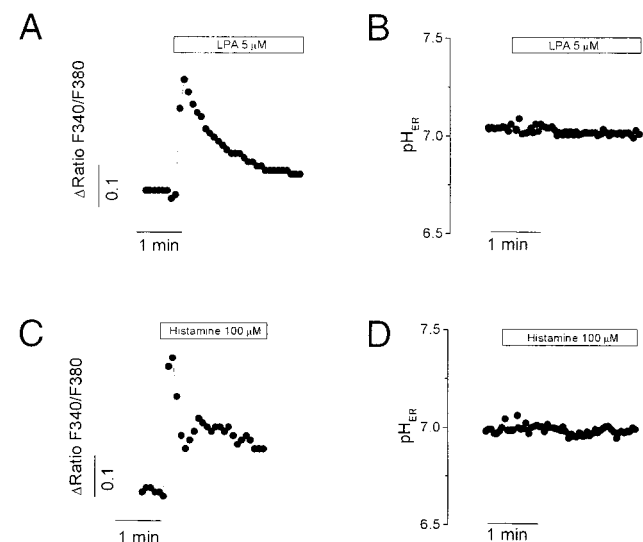 A
LPA 5 μM
ΔRatio F340/F380
0.1
1 min
B
7.5
LPA 5 μM
pHER
7.0
6.5
1 min
C
Histamine 100 μM
ΔRatio F340/F380
0.1
1 min
D
7.5
Histamine 100 μM
pHER
7.0
6.5
1 min